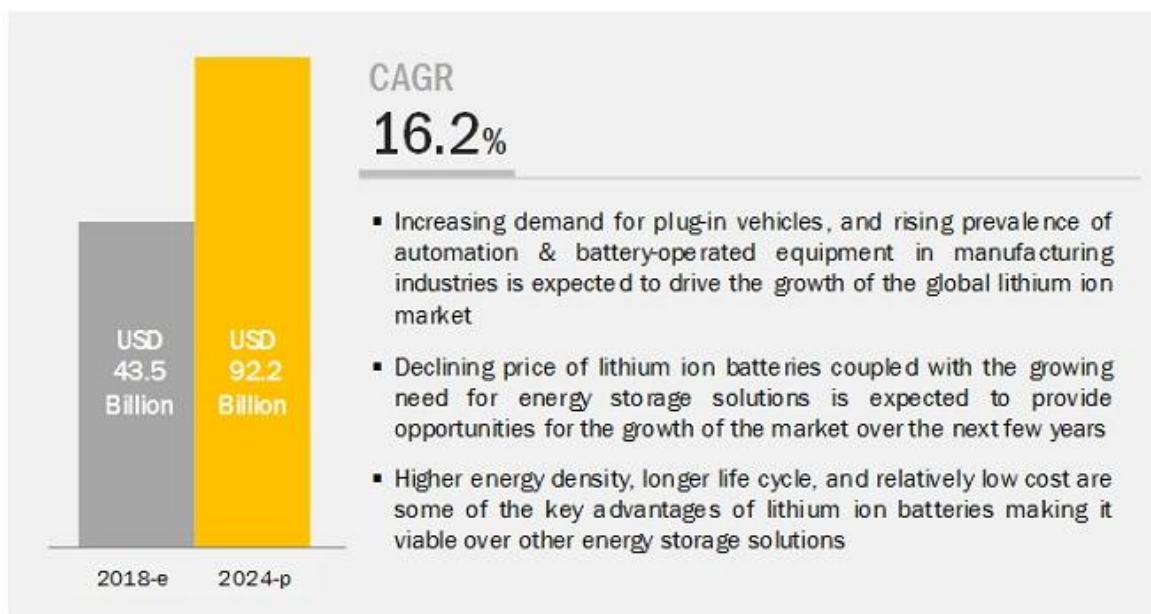 CAGR
16.2%
▪ Increasing demand for plug-in vehicles, and rising prevalence of
automation & battery-operated equipment in manufacturing
industries is expected to drive the growth of the global lithium ion
market
▪ Declining price of lithium ion batteries coupled with the growing
need for energy storage solutions is expected to provide
opportunities for the growth of the market over the next few years
▪ Higher energy density, longer life cycle, and relatively low cost are
some of the key advantages of lithium ion batteries making it
viable over other energy storage solutions
USD
43.5
Billion
USD
92.2
Billion
2018-e
2024-p